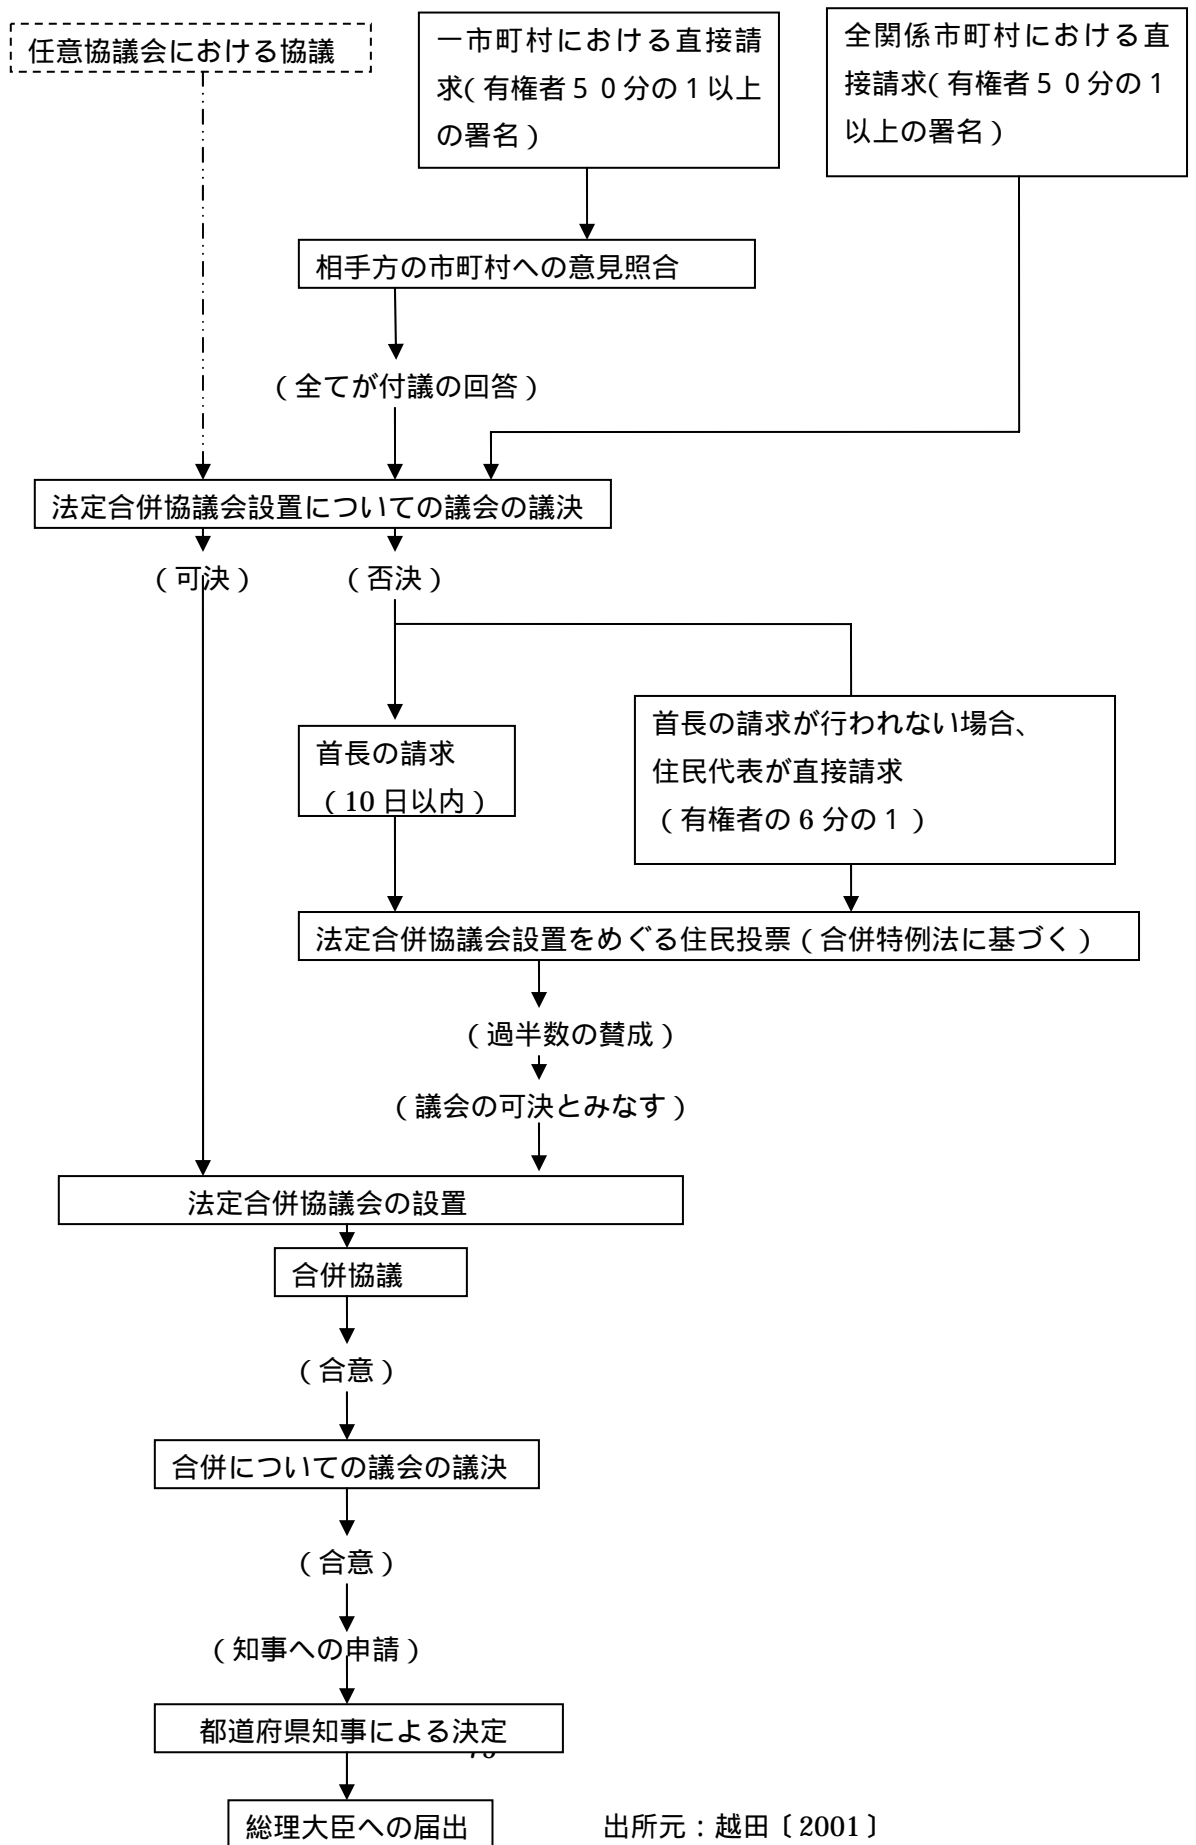 任意協議会における協議
一市町村における直接請
求(有権者５０分の１以上
の署名)
全関係市町村における直
接請求(有権者５０分の１
以上の署名)
相手方の市町村への意見照合
(全てが付議の回答)
法定合併協議会設置についての議会の議決
(可決)
(否決)
首長の請求
(10日以内)
首長の請求が行われない場合、
住民代表が直接請求
(有権者の6分の１)
法定合併協議会設置をめぐる住民投票(合併特例法に基づく)
(過半数の賛成)
(議会の可決とみなす)
法定合併協議会の設置
合併協議
(合意)
合併についての議会の議決
(合意)
(知事への申請)
都道府県知事による決定
総理大臣への届出
出所元：越田〔2001〕